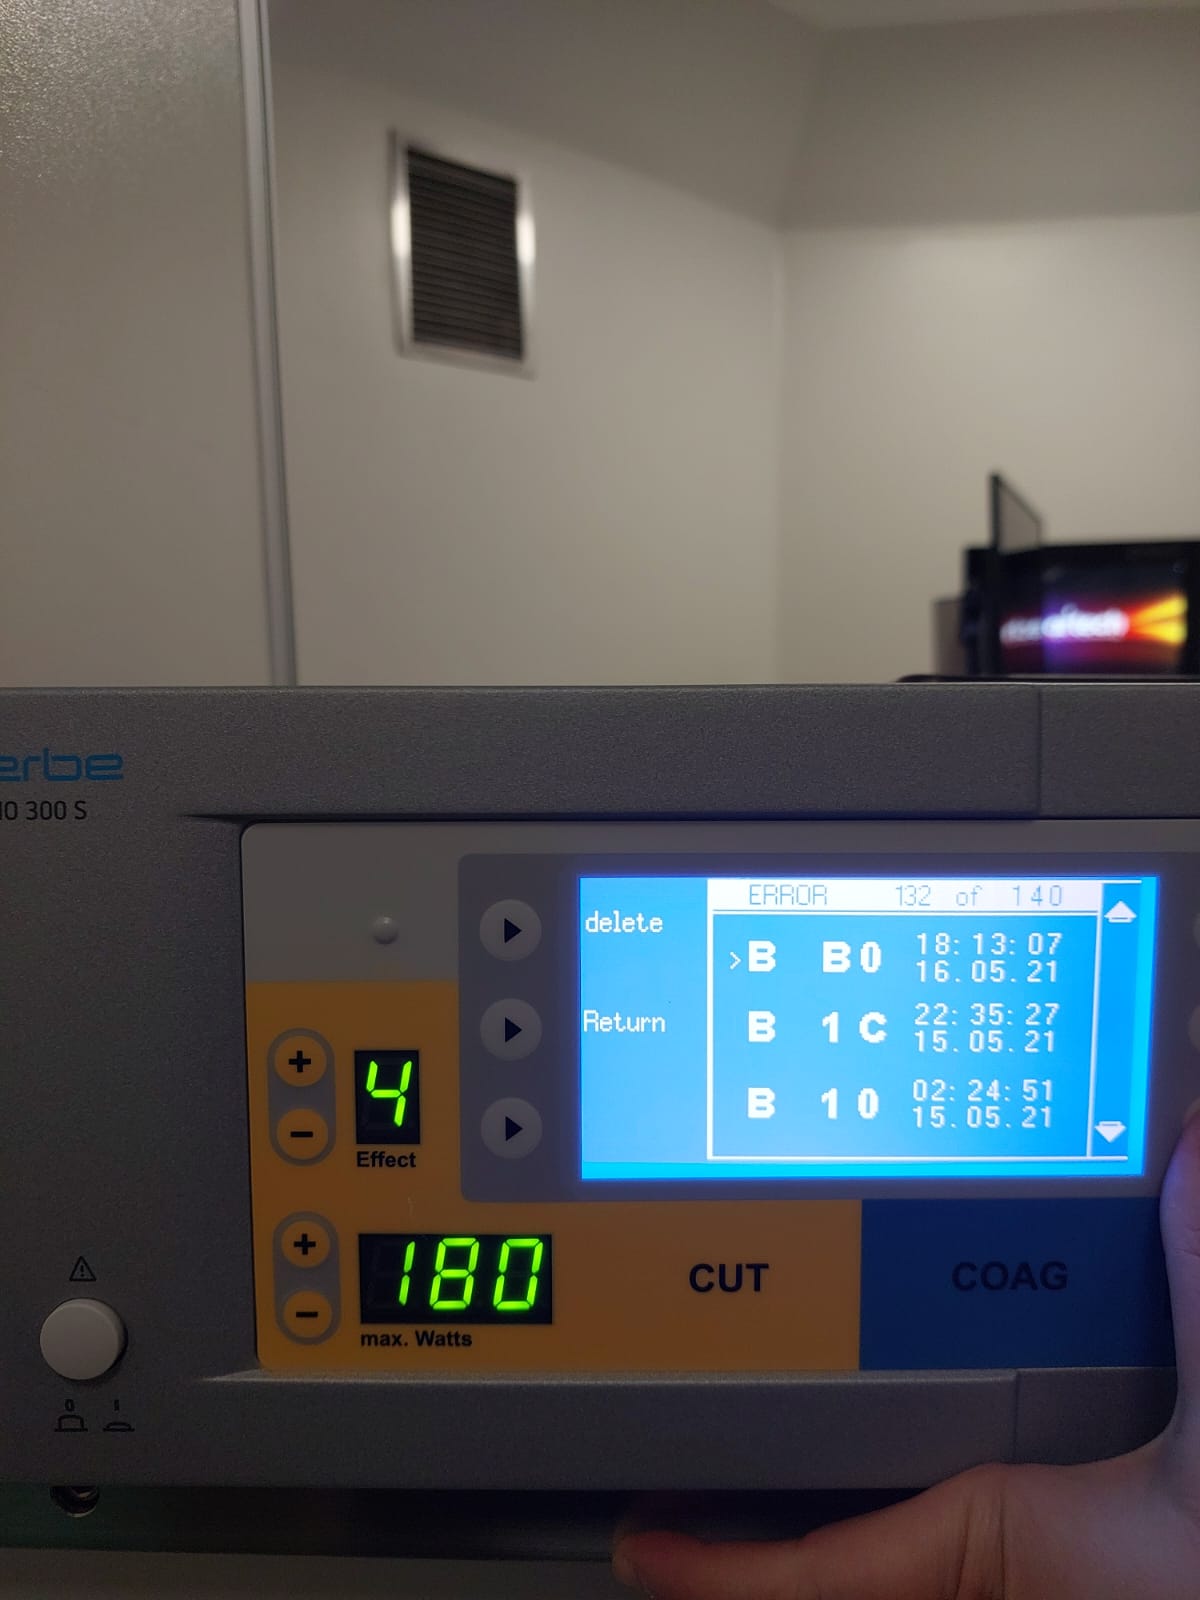 erbe
IO 300 S
ERROR 132 of 140
delete
>B B0 18:13:07
16.05.21
Return
B 1C 22:35:27
15.05.21
B 10 02:24:51
15.05.21
4
Effect
180
max. Watts
CUT
COAG
0 I